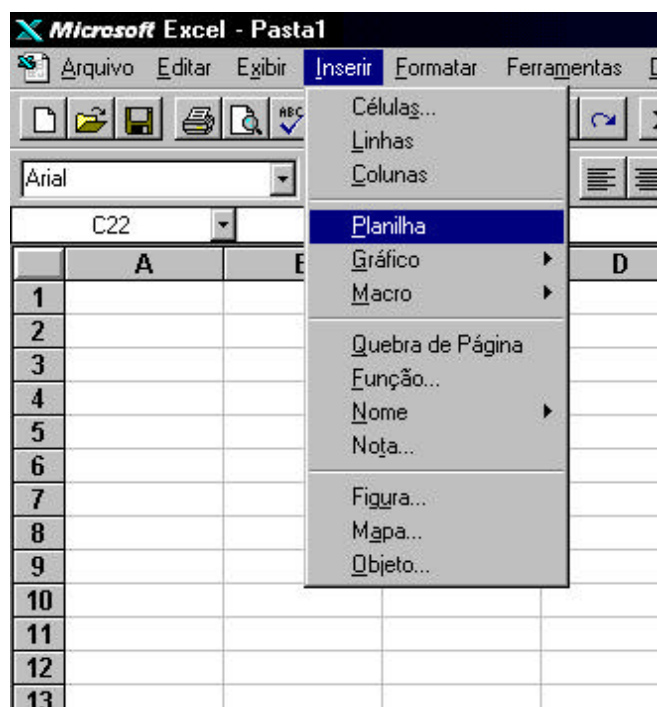 Microsoft Excel - Pasta1
Arquivo Editar Exibir Inserir Formatar Ferramentas
ABC
Arial
C22
A D
Células...
Linhas
Colunas
Planilha
Gráfico
Macro
Quebra de Página
Função...
Nome
Nota...
Figura...
Mapa...
Objeto...
1
2
3
4
5
6
7
8
9
10
11
12
13